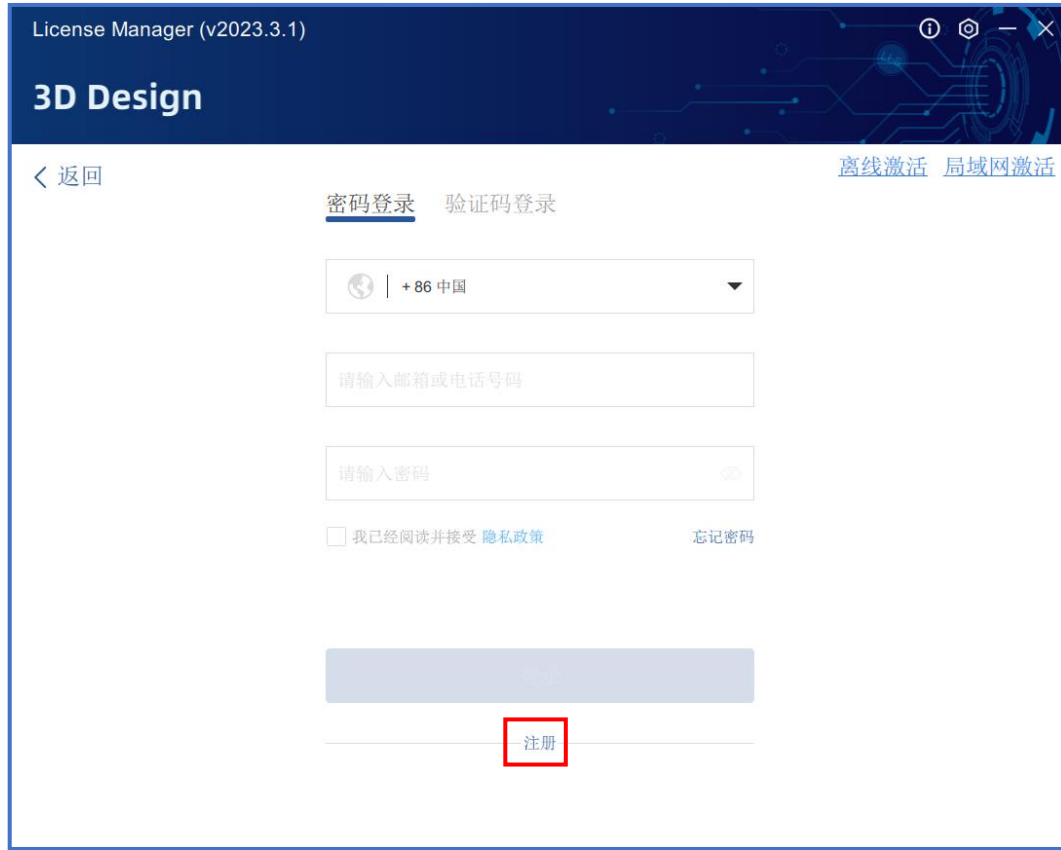 License Manager (v2023.3.1)
3D Design
返回
离线激活 局域网激活
密码登录 验证码登录
+ 86 中国
请输入邮箱或电话号码
请输入密码
我已经阅读并接受 隐私政策 忘记密码
注册